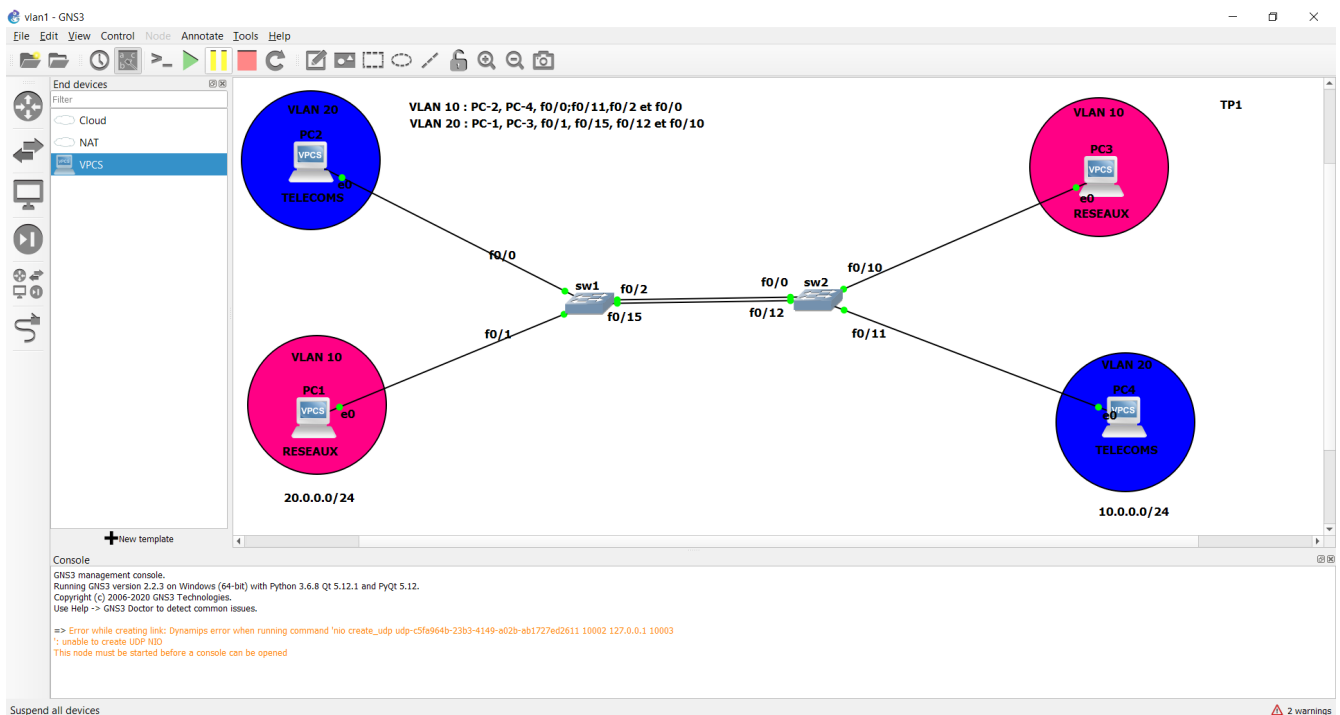 vlan1 - GNS3
File Edit View Control Node Annotate Tools Help
End devices
Filter
Cloud
NAT
VPCS
New template
VLAN 10 : PC-2, PC-4, f0/0;f0/11,f0/2 et f0/0
VLAN 20 : PC-1, PC-3, f0/1, f0/15, f0/12 et f0/10
TP1
VLAN 20
PC2
VPCS
e0
TELECOMS
VLAN 10
PC3
VPCS
e0
RESEAUX
f0/0
sw1
f0/2
f0/15
f0/1
f0/0
sw2
f0/12
f0/10
f0/11
VLAN 10
PC1
VPCS
e0
RESEAUX
20.0.0.0/24
VLAN 20
PC4
VPCS
e0
TELECOMS
10.0.0.0/24
Console
GNS3 management console.
Running GNS3 version 2.2.3 on Windows (64-bit) with Python 3.6.8 Qt 5.12.1 and PyQt 5.12.
Copyright (c) 2006-2020 GNS3 Technologies.
Use Help -> GNS3 Doctor to detect common issues.
=> Error while creating link: Dynamips error when running command 'nio create_udp udp-c5fa964b-23b3-4149-a02b-ab1727ed2611 10002 127.0.0.1 10003
': unable to create UDP NIO
This node must be started before a console can be opened
Suspend all devices
2 warnings